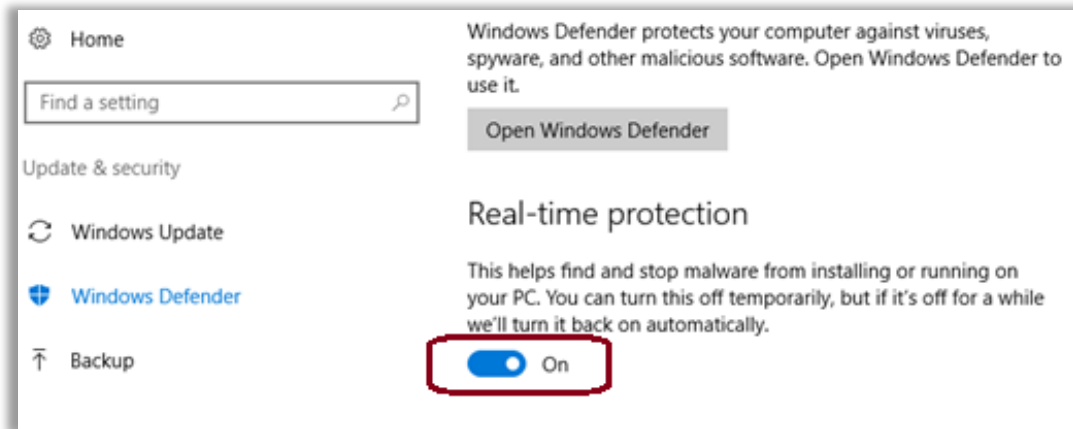 Home
Find a setting
Update & security
Windows Update
Windows Defender
Backup
Windows Defender protects your computer against viruses,
spyware, and other malicious software. Open Windows Defender to
use it.
Open Windows Defender
Real-time protection
This helps find and stop malware from installing or running on
your PC. You can turn this off temporarily, but if it's off for a while
we'll turn it back on automatically.
On